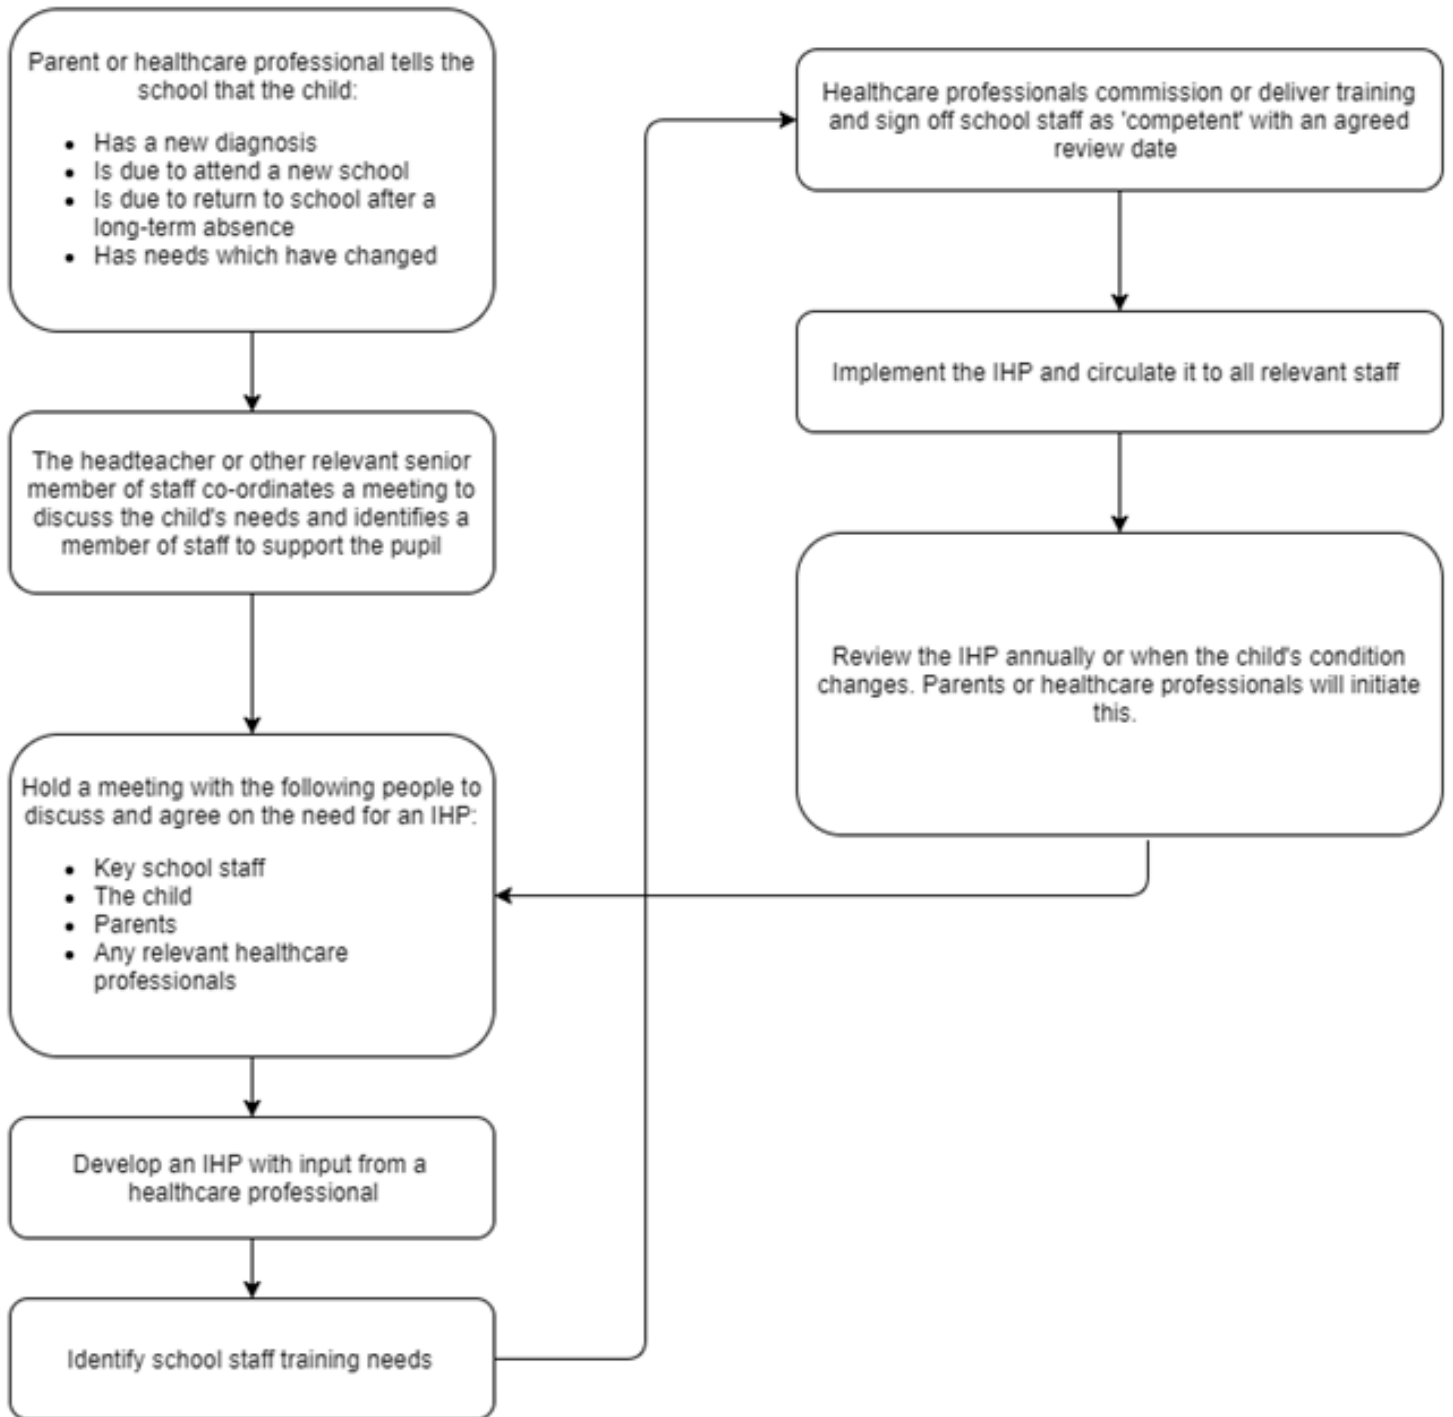 Parent or healthcare professional tells the
school that the child:
• Has a new diagnosis
• Is due to attend a new school
• Is due to return to school after a
long-term absence
• Has needs which have changed
The headteacher or other relevant senior
member of staff co-ordinates a meeting to
discuss the child's needs and identifies a
member of staff to support the pupil
Hold a meeting with the following people to
discuss and agree on the need for an IHP:
• Key school staff
• The child
• Parents
• Any relevant healthcare
professionals
Develop an IHP with input from a
healthcare professional
Identify school staff training needs
Healthcare professionals commission or deliver training
and sign off school staff as 'competent' with an agreed
review date
Implement the IHP and circulate it to all relevant staff
Review the IHP annually or when the child's condition
changes. Parents or healthcare professionals will initiate
this.